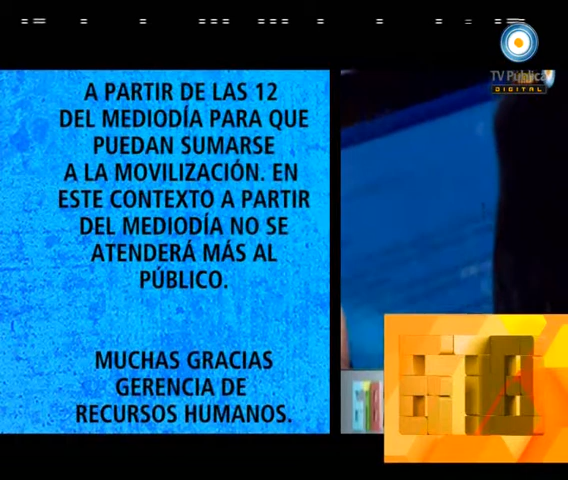 TV Pública
DIGITAL
A PARTIR DE LAS 12
DEL MEDIODÍA PARA QUE
PUEDAN SUMARSE
A LA MOVILIZACIÓN. EN
ESTE CONTEXTO A PARTIR
DEL MEDIODÍA NO SE
ATENDERÁ MÁS AL
PÚBLICO.
MUCHAS GRACIAS
GERENCIA DE
RECURSOS HUMANOS.